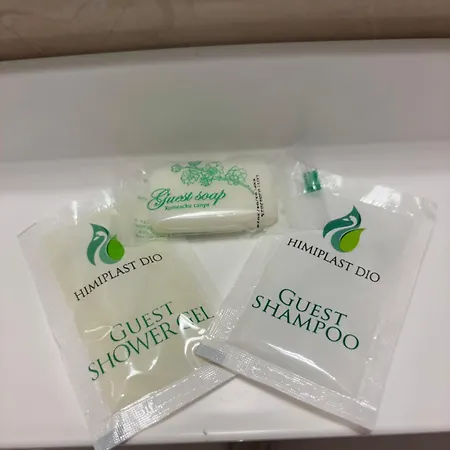 Guest soap
HIMIPLAST DIO
GUEST
SHOWER GEL
HIMIPLAST DIO
GUEST
SHAMPOO